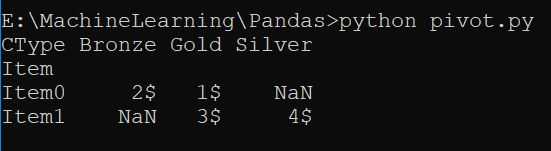 E:\MachineLearning\Pandas>python pivot.py
CType Bronze Gold Silver
Item
Item0 2$ 1$ NaN
Item1 NaN 3$ 4$